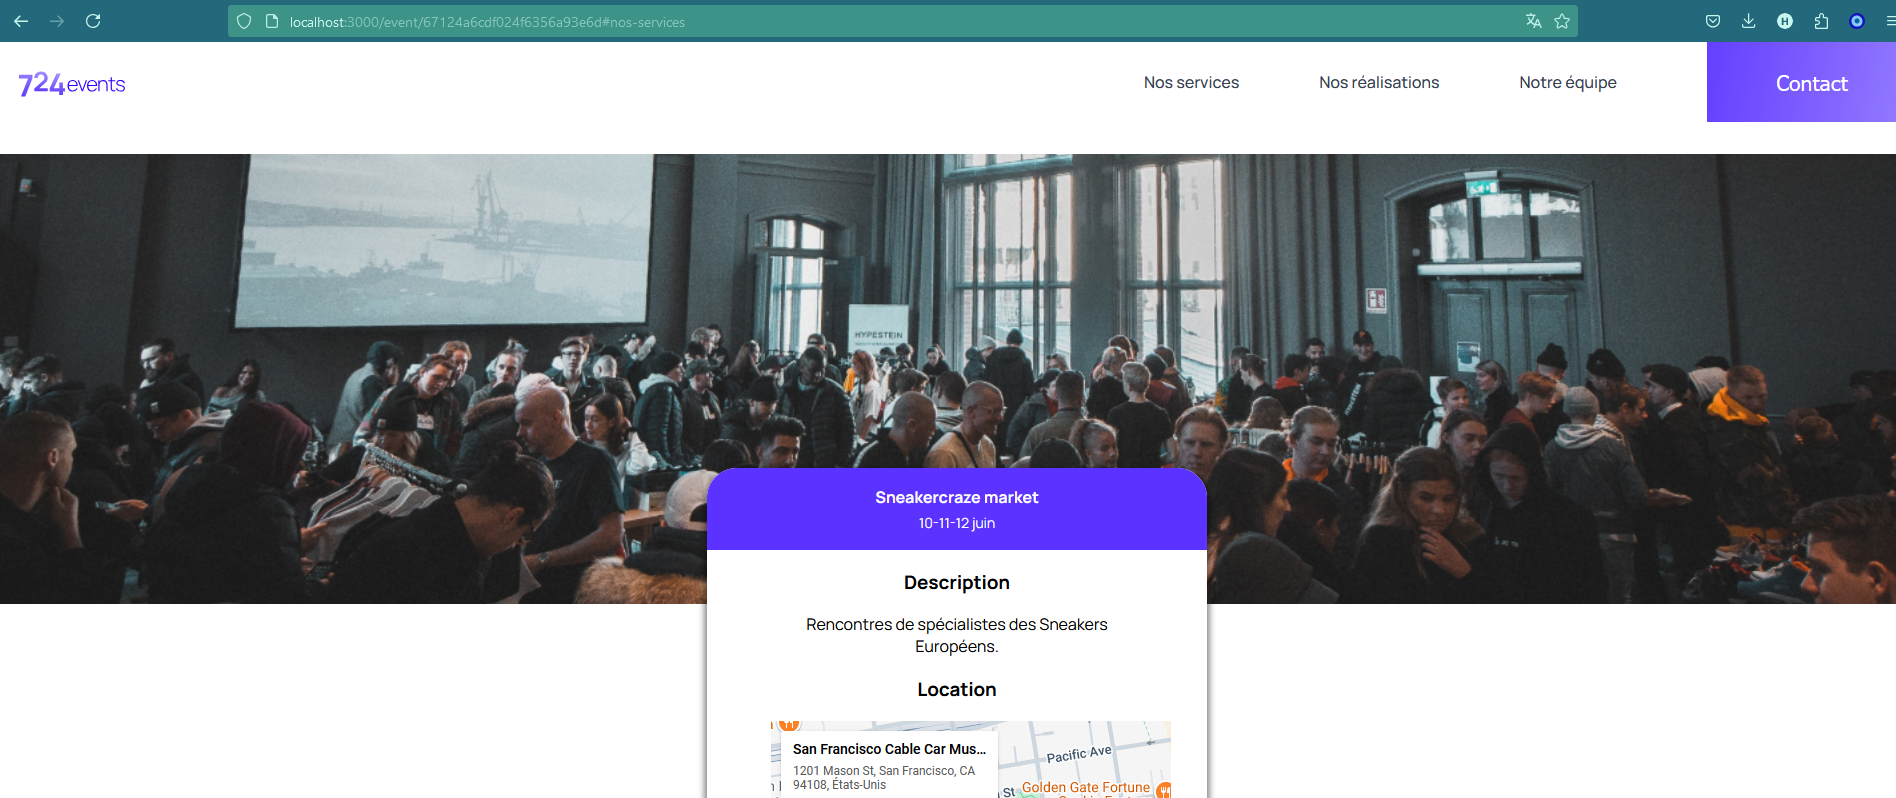 localhost:3000/event/67124a6cdf024f6356a93e6d#nos-services
H
724events
Nos services
Nos réalisations
Notre équipe
Contact
HYPESTEIN
Sneakercraze market
10-11-12 juin
Description
Rencontres de spécialistes des Sneakers
Européens.
Location
San Francisco Cable Car Mus...
1201 Mason St, San Francisco, CA
94108, États-Unis
Pacific Ave
St
Golden Gate Fortune